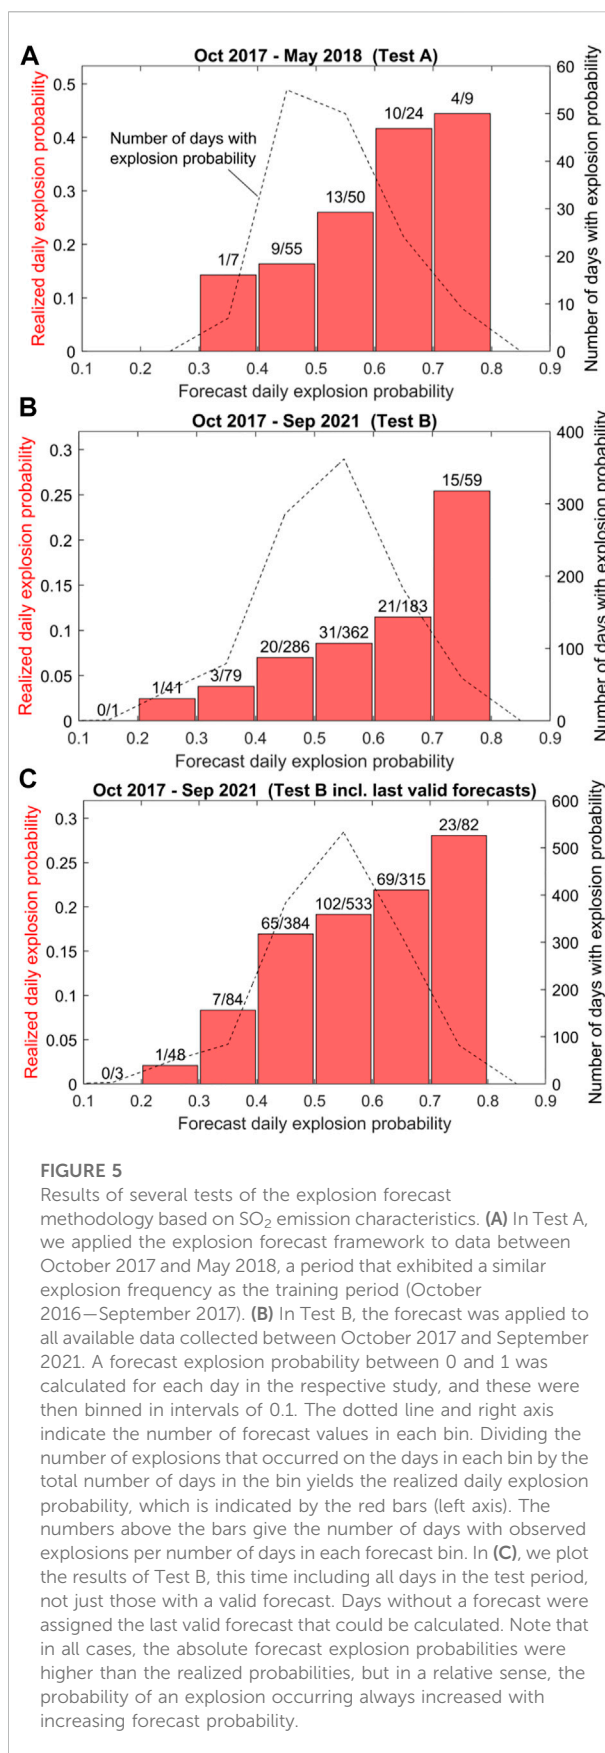 A
Oct 2017 - May 2018 (Test A)
Realized daily explosion probability
0.5
0.4
0.3
0.2
0.1
0
Number of days with
explosion probability
1/7
9/55
13/50
10/24
4/9
60
50
40
30
20
10
0
Number of days with explosion probability
0.1 0.2 0.3 0.4 0.5 0.6 0.7 0.8 0.9
Forecast daily explosion probability
B
Oct 2017 - Sep 2021 (Test B)
Realized daily explosion probability
0.3
0.25
0.2
0.15
0.1
0.05
0
0/1
1/41
3/79
20/286
31/362
21/183
15/59
400
300
200
100
0
Number of days with explosion probability
0.1 0.2 0.3 0.4 0.5 0.6 0.7 0.8 0.9
Forecast daily explosion probability
C
Oct 2017 - Sep 2021 (Test B incl. last valid forecasts)
Realized daily explosion probability
0.3
0.25
0.2
0.15
0.1
0.05
0
0/3
1/48
7/84
65/384
102/533
69/315
23/82
600
500
400
300
200
100
0
Number of days with explosion probability
0.1 0.2 0.3 0.4 0.5 0.6 0.7 0.8 0.9
Forecast daily explosion probability
FIGURE 5
Results of several tests of the explosion forecast
methodology based on SO₂ emission characteristics. (A) In Test A,
we applied the explosion forecast framework to data between
October 2017 and May 2018, a period that exhibited a similar
explosion frequency as the training period (October
2016—September 2017). (B) In Test B, the forecast was applied to
all available data collected between October 2017 and September
2021. A forecast explosion probability between 0 and 1 was
calculated for each day in the respective study, and these were
then binned in intervals of 0.1. The dotted line and right axis
indicate the number of forecast values in each bin. Dividing the
number of explosions that occurred on the days in each bin by the
total number of days in the bin yields the realized daily explosion
probability, which is indicated by the red bars (left axis). The
numbers above the bars give the number of days with observed
explosions per number of days in each forecast bin. In (C), we plot
the results of Test B, this time including all days in the test period,
not just those with a valid forecast. Days without a forecast were
assigned the last valid forecast that could be calculated. Note that
in all cases, the absolute forecast explosion probabilities were
higher than the realized probabilities, but in a relative sense, the
probability of an explosion occurring always increased with
increasing forecast probability.